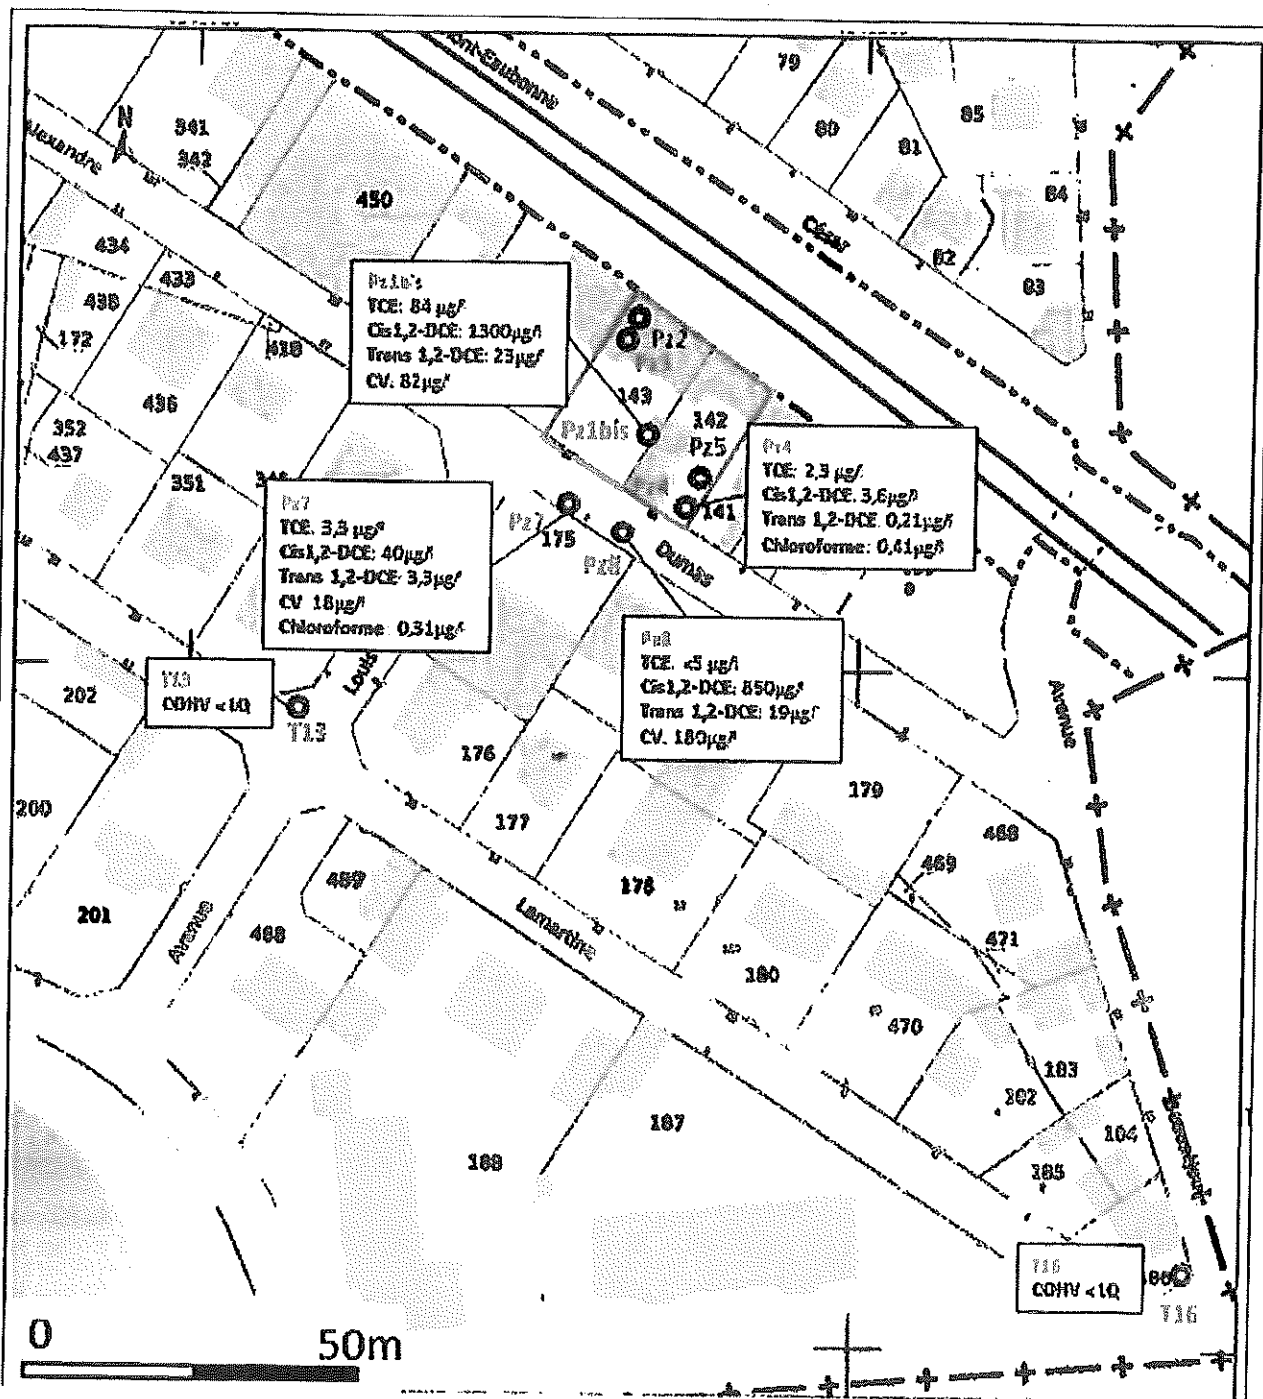 ont-Eaubonne
79
85
80
81
84
82
83
César
N
341
342
Alexandre
450
434
433
438
172
418
436
352
437
351
Pz1bis
TCE: 84 µg/l
Cis1,2-DCE: 1300µg/l
Trans 1,2-DCE: 23µg/l
CV. 82µg/l
Pz2
143
142
Pz1bis
Pz5
141
Pz4
TCE: 2,3 µg/l
Cis1,2-DCE. 3,6µg/l
Trans 1,2-DCE. 0,21µg/l
Chloroforme: 0,41µg/l
Pz7
TCE. 3,3 µg/l
Cis1,2-DCE: 40µg/l
Trans 1,2-DCE: 3,3µg/l
CV 18µg/l
Chloroforme: 0,31µg/l
Pz7
175
Pz8
Dumas
0
Pz8
TCE. <5 µg/l
Cis1,2-DCE: 850µg/l
Trans 1,2-DCE: 19µg/l
CV. 180µg/l
T13
COHV <LQ
T13
Louis
202
200
201
176
177
178
179
180
Avenue
468
469
471
470
489
488
Avenue
Lamartine
183
182
184
185
187
188
T16
COHV <LQ
T16
0
50m